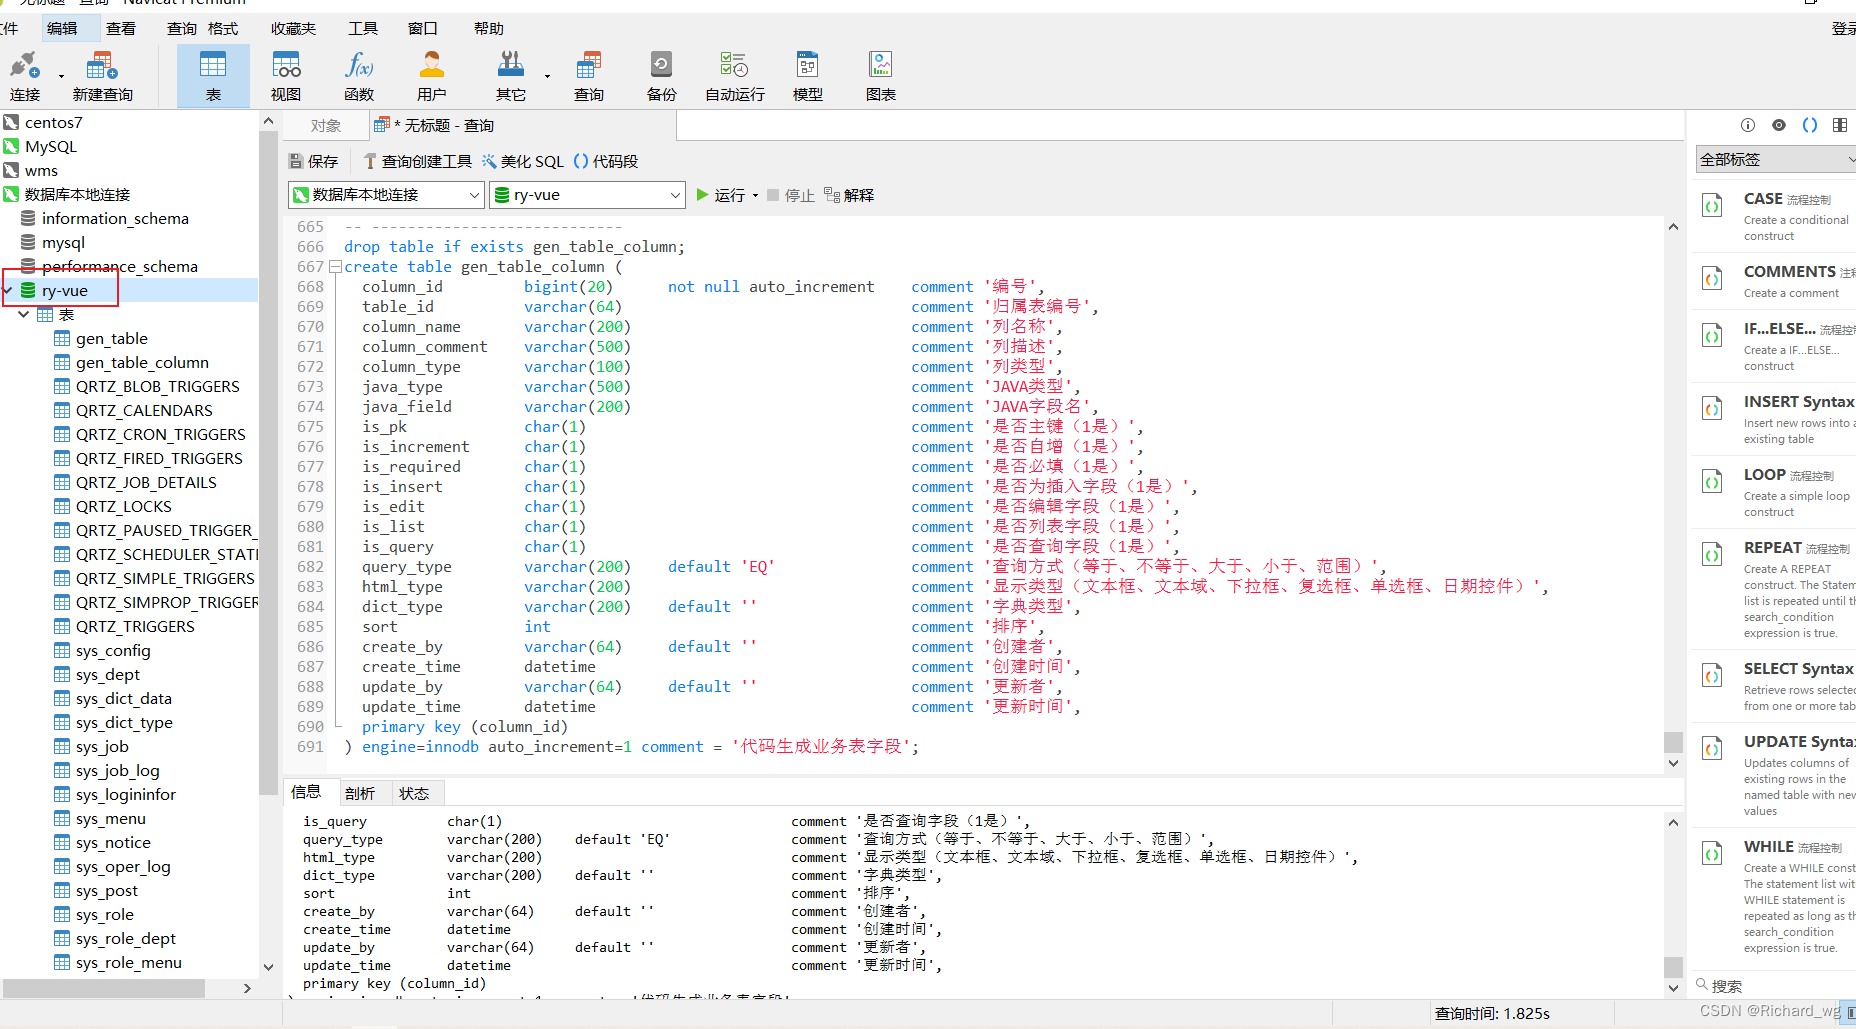 无标题 - 查询 - Navicat Premium
文件 编辑 查看 查询 格式 收藏夹 工具 窗口 帮助 登录
连接 新建查询 表 视图 函数 用户 其它 查询 备份 自动运行 模型 图表
centos7
MySQL
wms
数据库本地连接
information_schema
mysql
performance_schema
ry-vue
表
gen_table
gen_table_column
QRTZ_BLOB_TRIGGERS
QRTZ_CALENDARS
QRTZ_CRON_TRIGGERS
QRTZ_FIRED_TRIGGERS
QRTZ_JOB_DETAILS
QRTZ_LOCKS
QRTZ_PAUSED_TRIGGER_
QRTZ_SCHEDULER_STATE
QRTZ_SIMPLE_TRIGGERS
QRTZ_SIMPROP_TRIGGER
QRTZ_TRIGGERS
sys_config
sys_dept
sys_dict_data
sys_dict_type
sys_job
sys_job_log
sys_logininfor
sys_menu
sys_notice
sys_oper_log
sys_post
sys_role
sys_role_dept
sys_role_menu
对象 * 无标题 - 查询
保存 查询创建工具 美化 SQL () 代码段
数据库本地连接 ry-vue 运行 停止 解释
665 -- ----------------------------
666 drop table if exists gen_table_column;
667 create table gen_table_column (
668 column_id bigint(20) not null auto_increment comment '编号',
669 table_id varchar(64) comment '归属表编号',
670 column_name varchar(200) comment '列名称',
671 column_comment varchar(500) comment '列描述',
672 column_type varchar(100) comment '列类型',
673 java_type varchar(500) comment 'JAVA类型',
674 java_field varchar(200) comment 'JAVA字段名',
675 is_pk char(1) comment '是否主键（1是）',
676 is_increment char(1) comment '是否自增（1是）',
677 is_required char(1) comment '是否必填（1是）',
678 is_insert char(1) comment '是否为插入字段（1是）',
679 is_edit char(1) comment '是否编辑字段（1是）',
680 is_list char(1) comment '是否列表字段（1是）',
681 is_query char(1) comment '是否查询字段（1是）',
682 query_type varchar(200) default 'EQ' comment '查询方式（等于、不等于、大于、小于、范围）',
683 html_type varchar(200) comment '显示类型（文本框、文本域、下拉框、复选框、单选框、日期控件）',
684 dict_type varchar(200) default '' comment '字典类型',
685 sort int comment '排序',
686 create_by varchar(64) default '' comment '创建者',
687 create_time datetime comment '创建时间',
688 update_by varchar(64) default '' comment '更新者',
689 update_time datetime comment '更新时间',
690 primary key (column_id)
691 ) engine=innodb auto_increment=1 comment = '代码生成业务表字段';
信息 剖析 状态
is_query char(1) comment '是否查询字段（1是）',
query_type varchar(200) default 'EQ' comment '查询方式（等于、不等于、大于、小于、范围）',
html_type varchar(200) comment '显示类型（文本框、文本域、下拉框、复选框、单选框、日期控件）',
dict_type varchar(200) default '' comment '字典类型',
sort int comment '排序',
create_by varchar(64) default '' comment '创建者',
create_time datetime comment '创建时间',
update_by varchar(64) default '' comment '更新者',
update_time datetime comment '更新时间',
primary key (column_id)
查询时间: 1.825s
全部标签
CASE 流程控制
Create a conditional
construct
COMMENTS 注释
Create a comment
IF...ELSE... 流程控制
Create a IF...ELSE...
construct
INSERT Syntax
Insert new rows into a
existing table
LOOP 流程控制
Create a simple loop
construct
REPEAT 流程控制
Create A REPEAT
construct. The Statem
list is repeated until th
search_condition
expression is true.
SELECT Syntax
Retrieve rows selected
from one or more tab
UPDATE Syntax
Updates columns of
existing rows in the
named table with new
values
WHILE 流程控制
Create a WHILE const
The statement list wit
WHILE statement is
repeated as long as th
search_condition
expression is true.
搜索
CSDN @Richard_wg